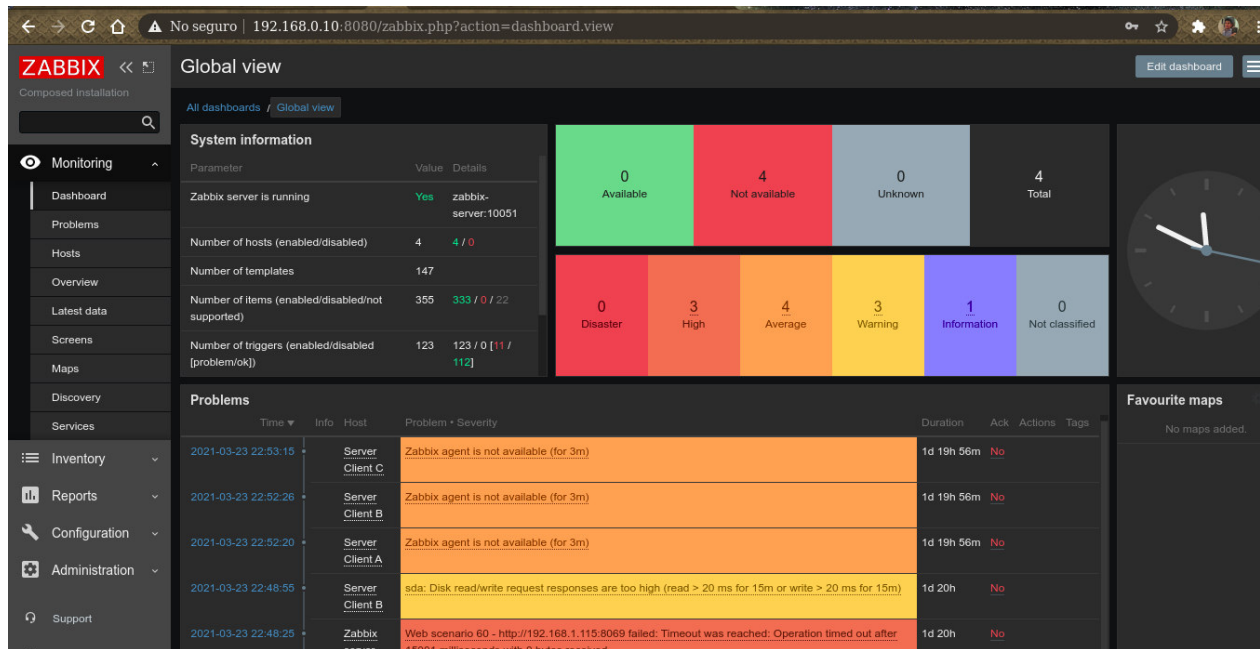 No seguro | 192.168.0.10:8080/zabbix.php?action=dashboard.view
ZABBIX
Composed installation
Global view
Edit dashboard
All dashboards / Global view
Monitoring
Dashboard
Problems
Hosts
Overview
Latest data
Screens
Maps
Discovery
Services
Inventory
Reports
Configuration
Administration
Support
System information
Parameter Value Details
Zabbix server is running Yes zabbix-
server:10051
Number of hosts (enabled/disabled) 4 4 / 0
Number of templates 147
Number of items (enabled/disabled/not 355 333 / 0 / 22
supported)
Number of triggers (enabled/disabled 123 123 / 0 [11 /
[problem/ok]) 112]
0 4 0 4
Available Not available Unknown Total
0 3 4 3 1 0
Disaster High Average Warning Information Not classified
Problems
Time ▼ Info Host Problem • Severity Duration Ack Actions Tags
2021-03-23 22:53:15 Server Zabbix agent is not available (for 3m) 1d 19h 56m No
Client C
2021-03-23 22:52:26 Server Zabbix agent is not available (for 3m) 1d 19h 56m No
Client B
2021-03-23 22:52:20 Server Zabbix agent is not available (for 3m) 1d 19h 56m No
Client A
2021-03-23 22:48:55 Server sda: Disk read/write request responses are too high (read > 20 ms for 15m or write > 20 ms for 15m) 1d 20h No
Client B
2021-03-23 22:48:25 Zabbix Web scenario 60 - http://192.168.1.115:8069 failed: Timeout was reached: Operation timed out after 1d 20h No
Favourite maps
No maps added.